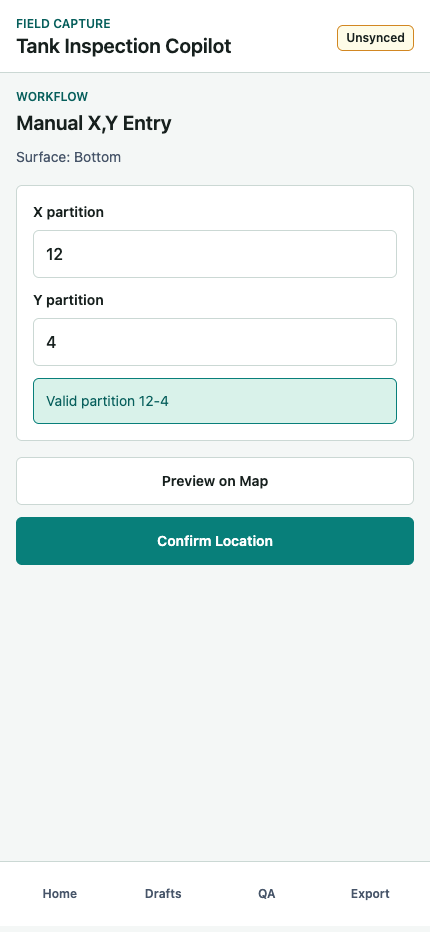 FIELD CAPTURE
Tank Inspection Copilot
Unsynced
WORKFLOW
Manual X,Y Entry
Surface: Bottom
X partition
12
Y partition
4
Valid partition 12-4
Preview on Map
Confirm Location
Home Drafts QA Export